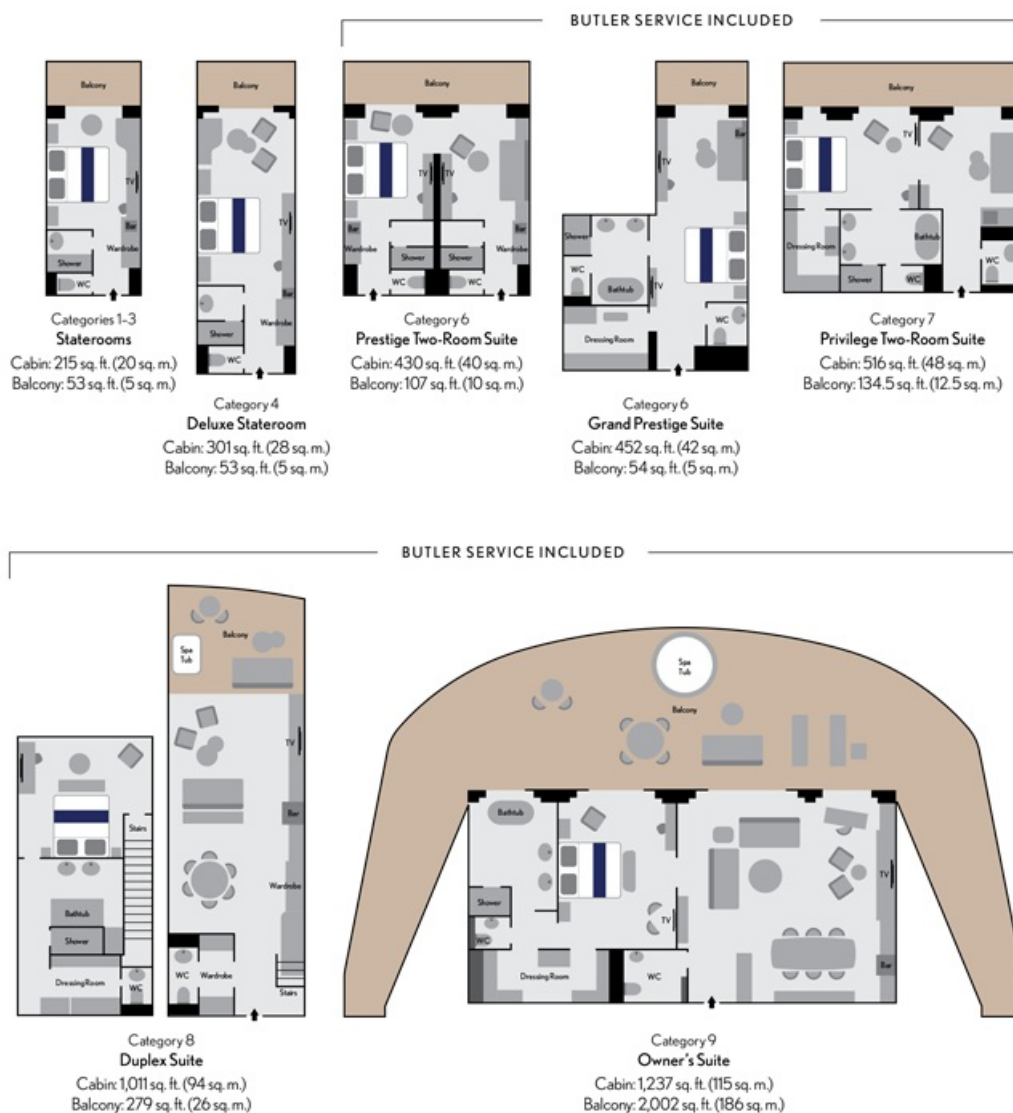 BUTLER SERVICE INCLUDED
Balcony
TV
Bar
Wardrobe
Shower
WC
Categories 1-3
Staterooms
Cabin: 215 sq. ft. (20 sq. m.)
Balcony: 53 sq. ft. (5 sq. m.)
Balcony
TV
Bar
Shower
Wardrobe
WC
Category 4
Deluxe Stateroom
Cabin: 301 sq. ft. (28 sq. m.)
Balcony: 53 sq. ft. (5 sq. m.)
Balcony
TV
TV
Bar
Bar
Wardrobe
Shower
Shower
Wardrobe
WC
WC
Category 6
Prestige Two-Room Suite
Cabin: 430 sq. ft. (40 sq. m.)
Balcony: 107 sq. ft. (10 sq. m.)
Balcony
TV
Bar
Shower
WC
Bathtub
TV
WC
Dressing Room
Category 6
Grand Prestige Suite
Cabin: 452 sq. ft. (42 sq. m.)
Balcony: 54 sq. ft. (5 sq. m.)
Balcony
TV
Dressing Room
Bathtub
Shower
WC
WC
Category 7
Privilege Two-Room Suite
Cabin: 516 sq. ft. (48 sq. m.)
Balcony: 134.5 sq. ft. (12.5 sq. m.)
BUTLER SERVICE INCLUDED
Stairs
Bathtub
Shower
Dressing Room
WC
Balcony
Spa
Tub
TV
Bar
Wardrobe
WC
Wardrobe
Stairs
Category 8
Duplex Suite
Cabin: 1,011 sq. ft. (94 sq. m.)
Balcony: 279 sq. ft. (26 sq. m.)
Spa
Tub
Balcony
Bathtub
Shower
WC
TV
TV
Dressing Room
WC
Bar
Category 9
Owner's Suite
Cabin: 1,237 sq. ft. (115 sq. m.)
Balcony: 2,002 sq. ft. (186 sq. m.)